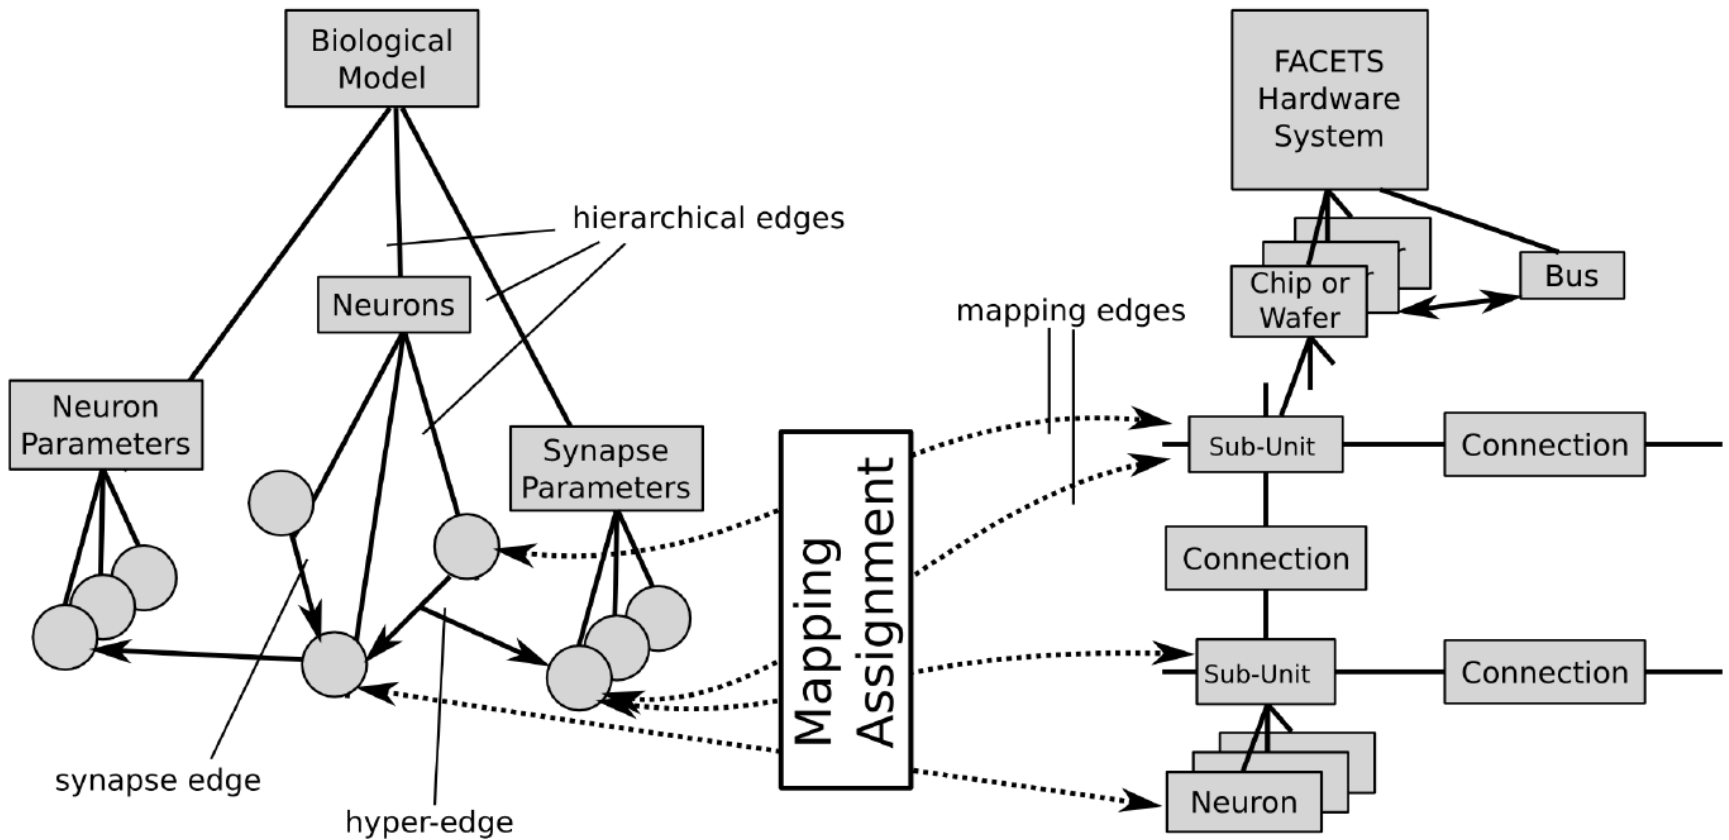 Biological
Model
FACETS
Hardware
System
hierarchical edges
Neurons
Chip or
Wafer
Bus
mapping edges
Neuron
Parameters
Synapse
Parameters
Sub-Unit
Connection
Mapping
Assignment
Connection
Sub-Unit
Connection
synapse edge
hyper-edge
Neuron